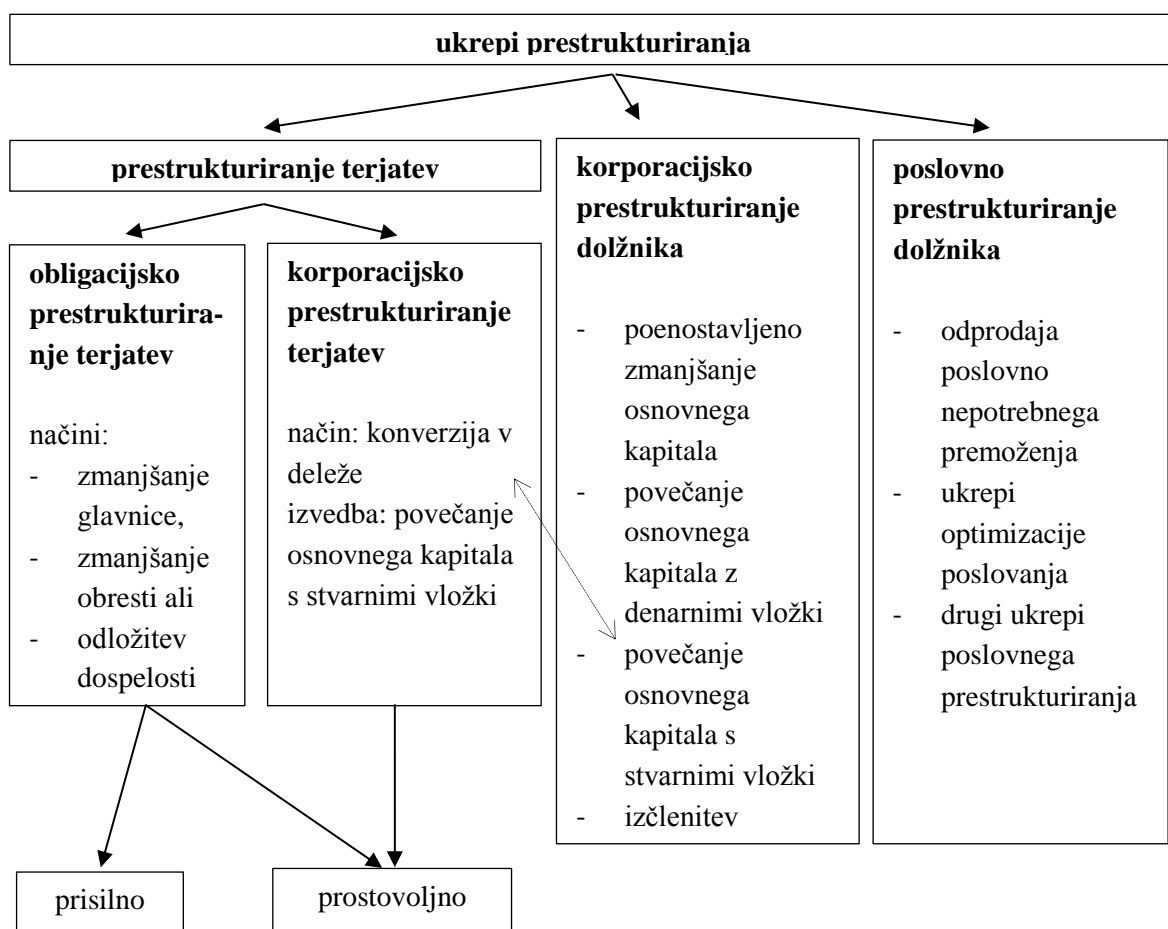 ukrepi prestrukturiranja
prestrukturiranje terjatev
obligacijsko
prestrukturira-
nje terjatev
načini:
- zmanjšanje
glavnice,
- zmanjšanje
obresti ali
- odložitev
dospelosti
korporacijsko
prestrukturiranje
terjatev
način: konverzija v
deleže
izvedba: povečanje
osnovnega kapitala
s stvarnimi vložki
korporacijsko
prestrukturiranje
dolžnika
- poenostavljeno
zmanjšanje
osnovnega
kapitala
- povečanje
osnovnega
kapitala z
denarnimi vložki
- povečanje
osnovnega
kapitala s
stvarnimi vložki
- izčlenitev
poslovno
prestrukturiranje
dolžnika
- odprodaja
poslovno
nepotrebnega
premoženja
- ukrepi
optimizacije
poslovanja
- drugi ukrepi
poslovnega
prestrukturiranja
prisilno
prostovoljno